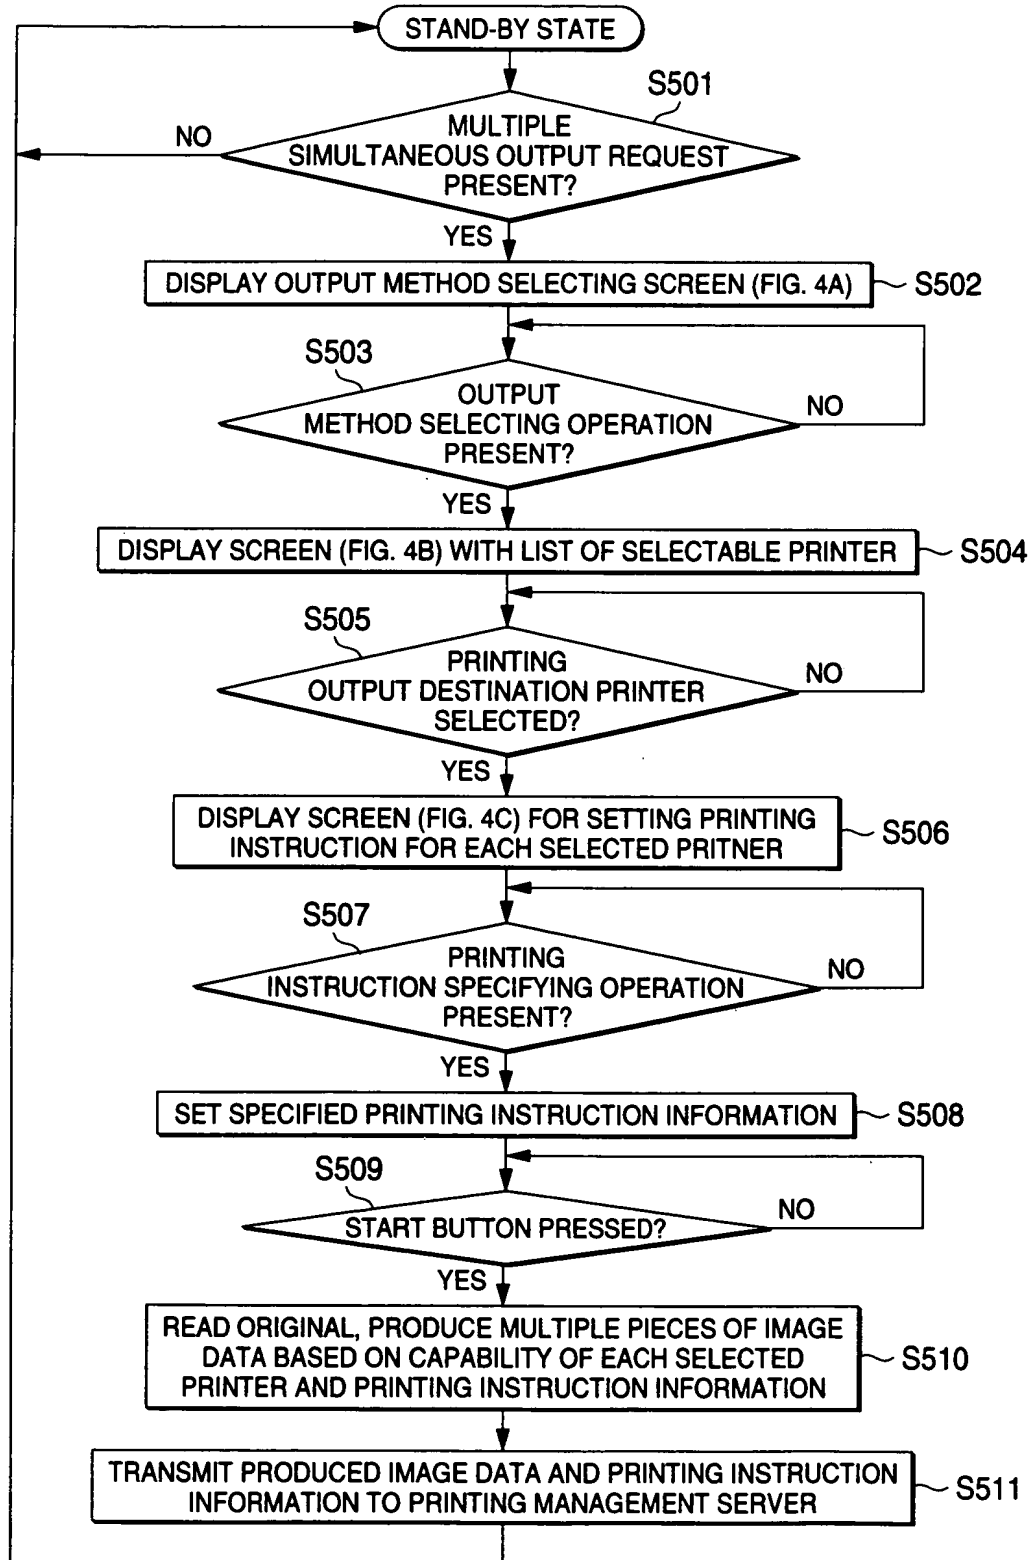 STAND-BY STATE
S501
NO
MULTIPLE
SIMULTANEOUS OUTPUT REQUEST
PRESENT?
YES
DISPLAY OUTPUT METHOD SELECTING SCREEN (FIG. 4A)
S502
S503
OUTPUT
METHOD SELECTING OPERATION
PRESENT?
NO
YES
DISPLAY SCREEN (FIG. 4B) WITH LIST OF SELECTABLE PRINTER
S504
S505
PRINTING
OUTPUT DESTINATION PRINTER
SELECTED?
NO
YES
DISPLAY SCREEN (FIG. 4C) FOR SETTING PRINTING
INSTRUCTION FOR EACH SELECTED PRITNER
S506
S507
PRINTING
INSTRUCTION SPECIFYING OPERATION
PRESENT?
NO
YES
SET SPECIFIED PRINTING INSTRUCTION INFORMATION
S508
S509
START BUTTON PRESSED?
NO
YES
READ ORIGINAL, PRODUCE MULTIPLE PIECES OF IMAGE
DATA BASED ON CAPABILITY OF EACH SELECTED
PRINTER AND PRINTING INSTRUCTION INFORMATION
S510
TRANSMIT PRODUCED IMAGE DATA AND PRINTING INSTRUCTION
INFORMATION TO PRINTING MANAGEMENT SERVER
S511